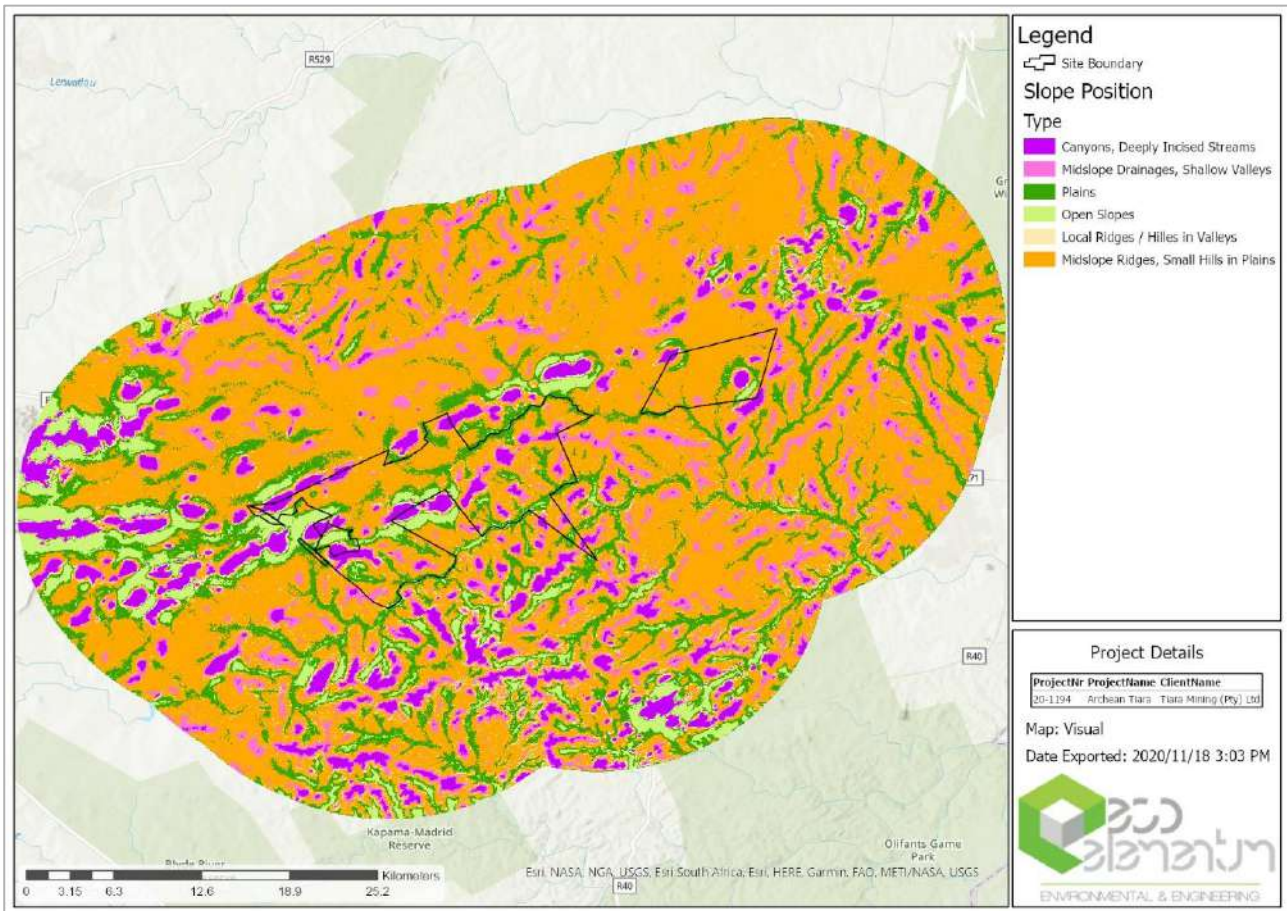 R529
Lerwatlou
N
R40
71
R40
Kapama-Madrid
Reserve
Olifants Game
Park
Kilometers
0 3.15 6.3 12.6 18.9 25.2
Esri, NASA, NGA, USGS, Esri South Africa, Esri, HERE, Garmin, FAO, METI/NASA, USGS
Legend
Site Boundary
Slope Position
Type
Canyons, Deeply Incised Streams
Midslope Drainages, Shallow Valleys
Plains
Open Slopes
Local Ridges / Hilles in Valleys
Midslope Ridges, Small Hills in Plains
Project Details
ProjectNr ProjectName ClientName
20-1194 Archean Tiara Tiara Mining (Pty) Ltd
Map: Visual
Date Exported: 2020/11/18 3:03 PM
eco
elementum
ENVIRONMENTAL & ENGINEERING